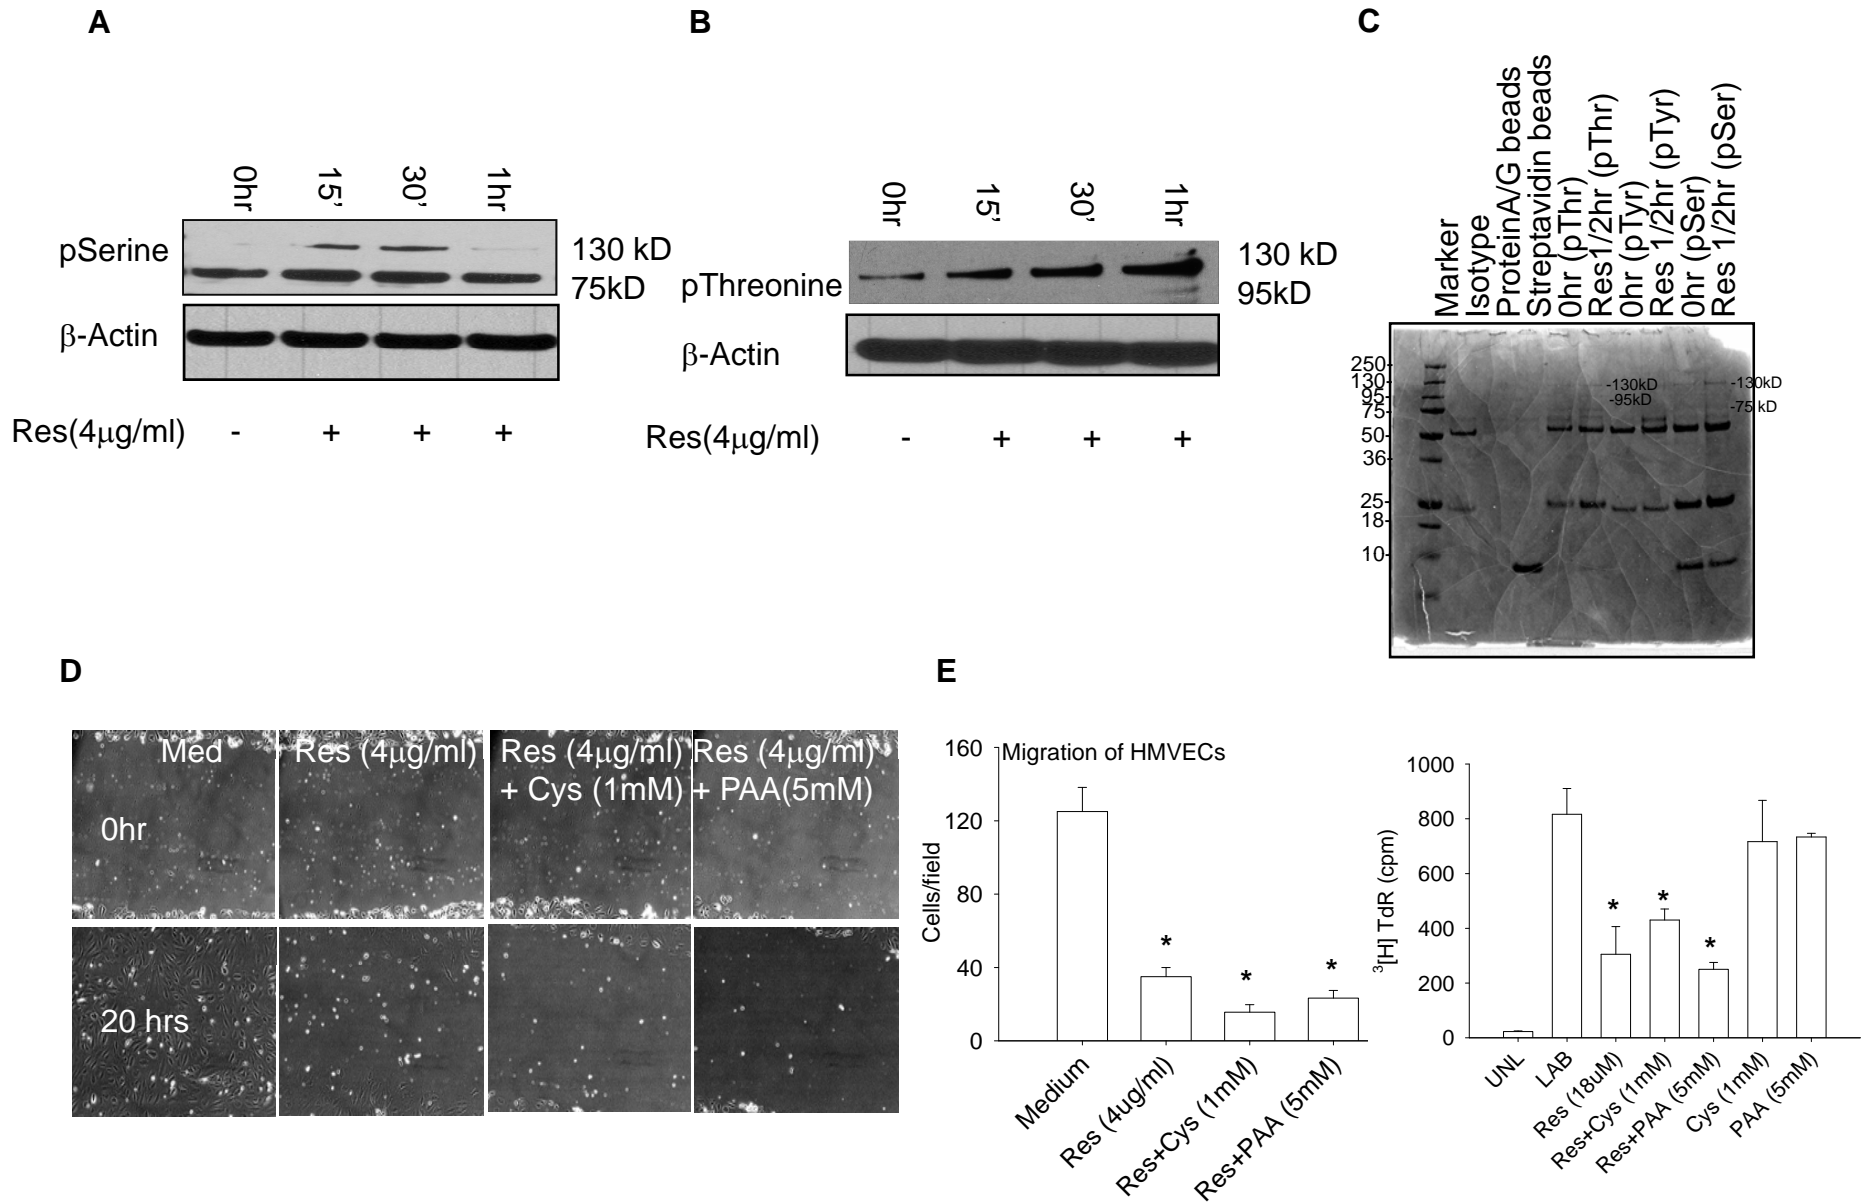 A
0hr
15’
30’
1hr
pSerine
130 kD
75kD
β-Actin
Res(4μg/ml)
-
+
+
+
B
0hr
15’
30’
1hr
pThreonine
130 kD
95kD
β-Actin
Res(4μg/ml)
-
+
+
+
C
Marker
Isotype
ProteinA/G beads
Streptavidin beads
0hr (pThr)
Res1/2hr (pThr)
0hr (pTyr)
Res 1/2hr (pTyr)
0hr (pSer)
Res 1/2hr (pSer)
250-
130-
95-
75-
50-
36-
25-
18-
10-
-130kD
-95kD
-130kD
-75 kD
D
Med
Res (4μg/ml)
Res (4μg/ml)
+ Cys (1mM)
Res (4μg/ml)
+ PAA(5mM)
0hr
20 hrs
E
Migration of HMVECs
Cells/field
160
120
80
40
0
*
*
*
Medium
Res (4ug/ml)
Res+Cys (1mM)
Res+PAA (5mM)
3[H] TdR (cpm)
1000
800
600
400
200
0
*
*
*
UNL
LAB
Res (18uM)
Res+Cys (1mM)
Res+PAA (5mM)
Cys (1mM)
PAA (5mM)